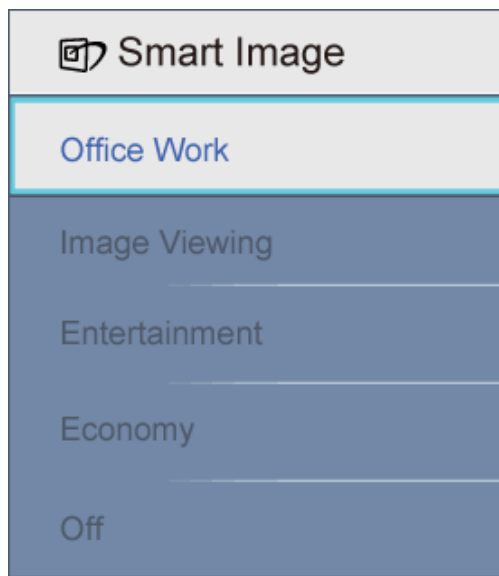 Smart Image
Office Work
Image Viewing
Entertainment
Economy
Off